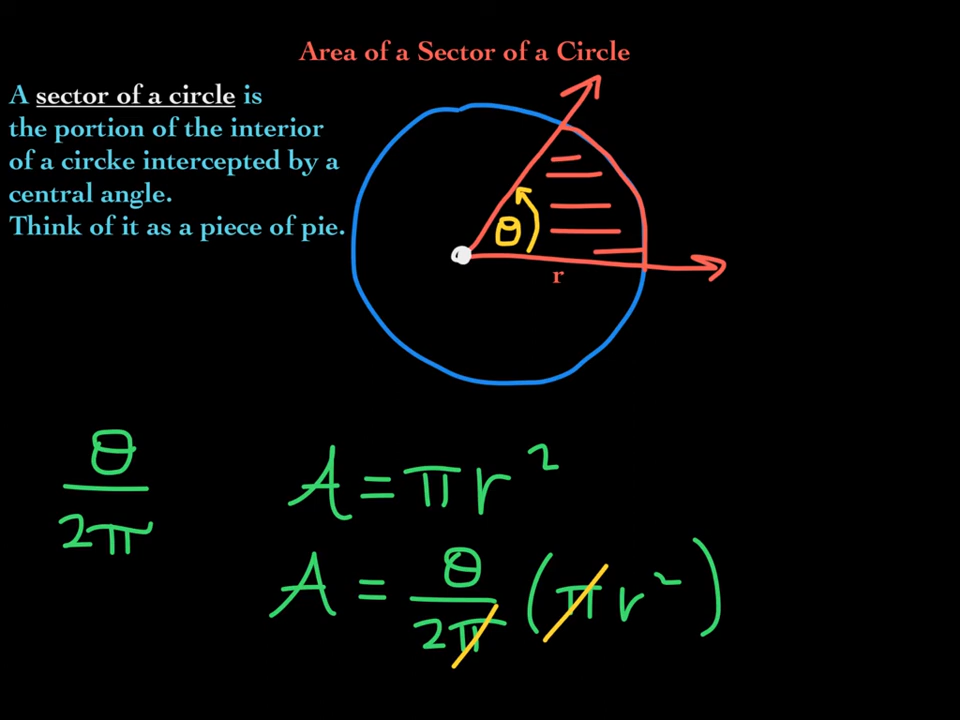 Area of a Sector of a Circle
A sector of a circle is
the portion of the interior
of a circke intercepted by a
central angle.
Think of it as a piece of pie.
θ
r
θ/2π
A = πr²
A = θ/2π (πr²)